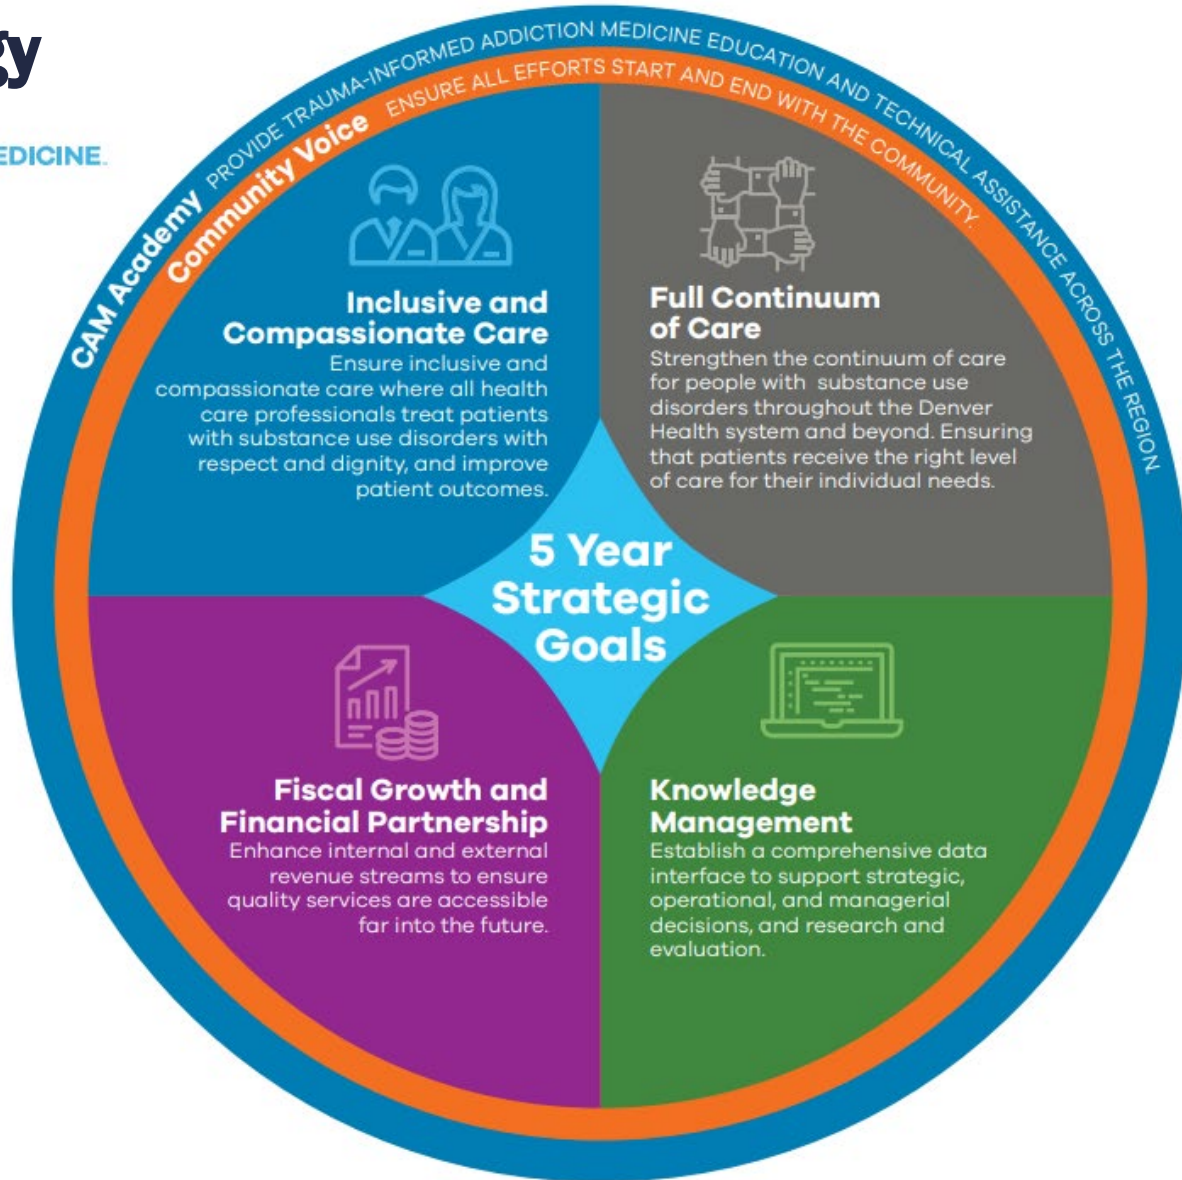 gy
EDICINE.
CAM Academy PROVIDE TRAUMA-INFORMED ADDICTION MEDICINE EDUCATION AND TECHNICAL ASSISTANCE ACROSS THE REGION.
Community Voice ENSURE ALL EFFORTS START AND END WITH THE COMMUNITY.
Inclusive and
Compassionate Care
Ensure inclusive and
compassionate care where all health
care professionals treat patients
with substance use disorders with
respect and dignity, and improve
patient outcomes.
Full Continuum
of Care
Strengthen the continuum of care
for people with substance use
disorders throughout the Denver
Health system and beyond. Ensuring
that patients receive the right level
of care for their individual needs.
5 Year
Strategic
Goals
Fiscal Growth and
Financial Partnership
Enhance internal and external
revenue streams to ensure
quality services are accessible
far into the future.
Knowledge
Management
Establish a comprehensive data
interface to support strategic,
operational, and managerial
decisions, and research and
evaluation.